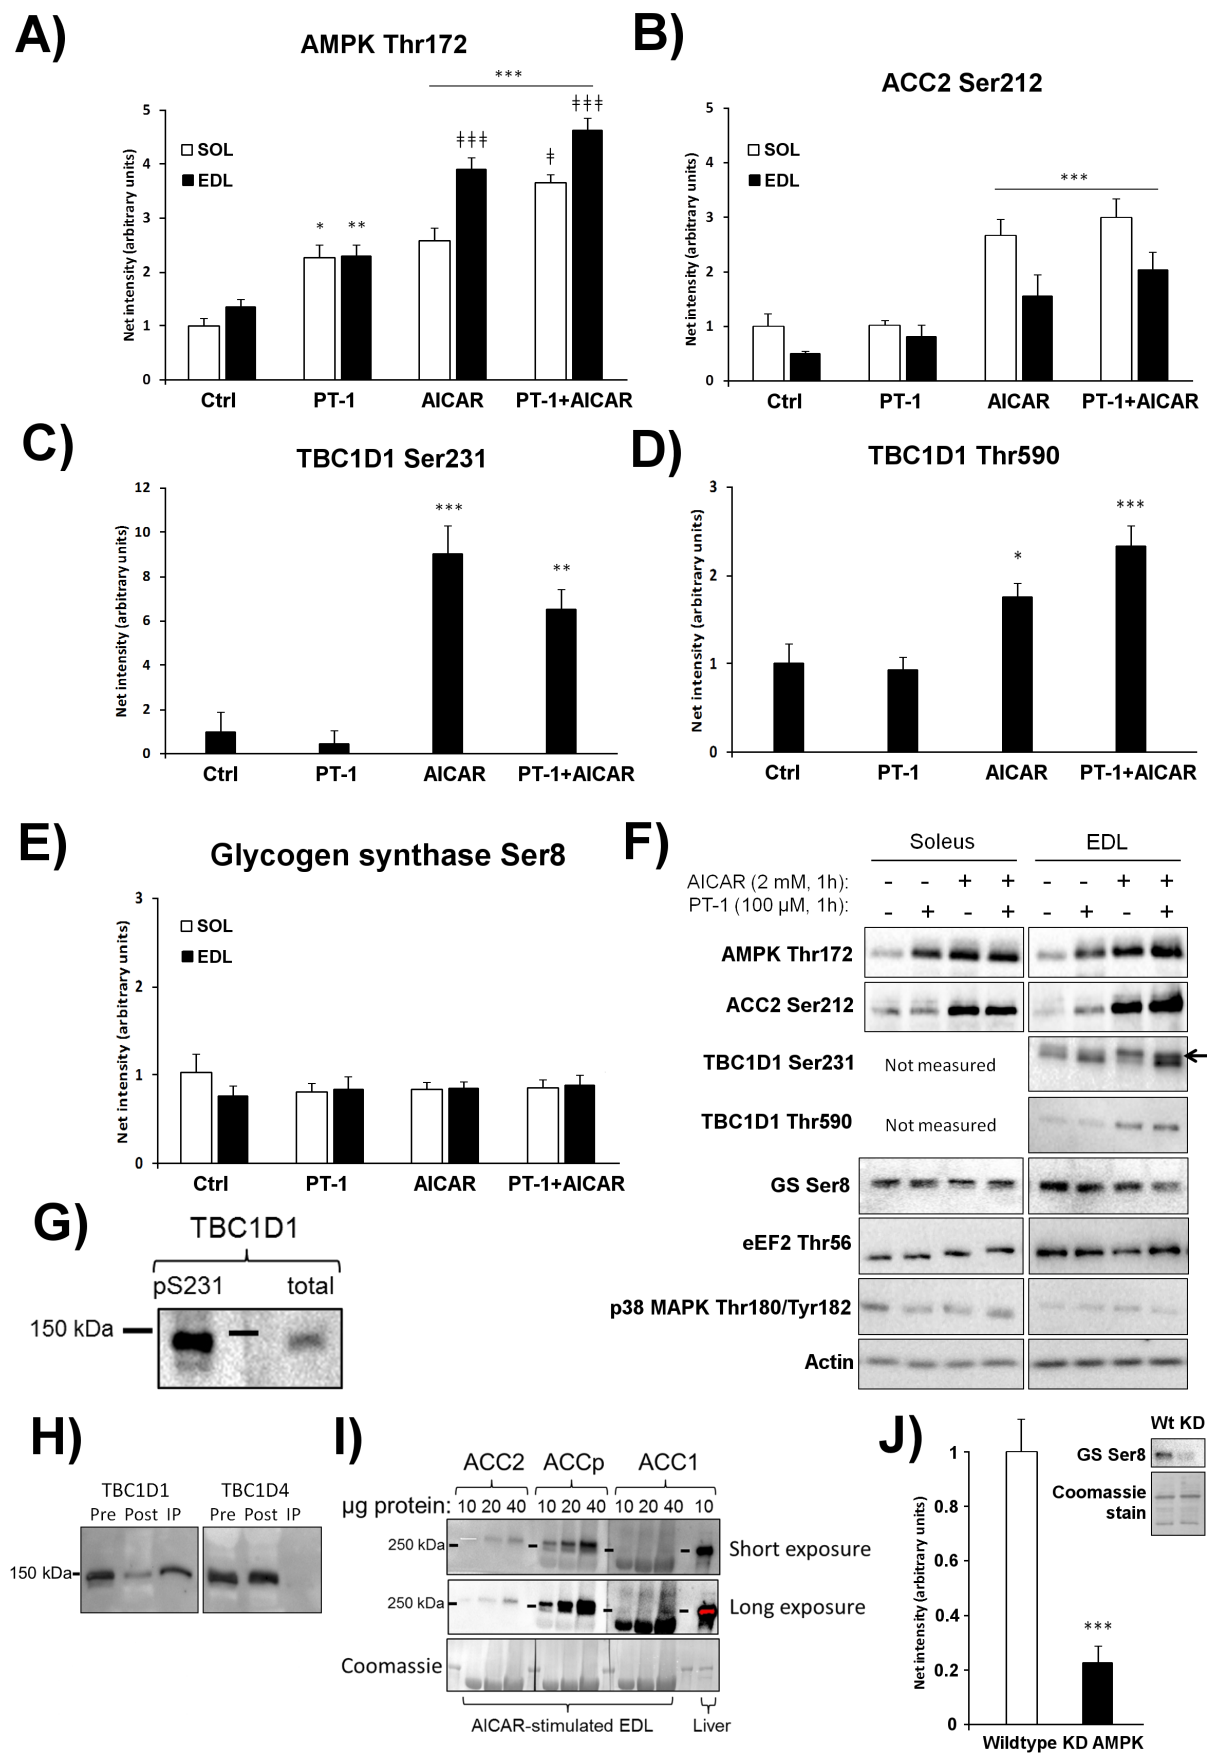 A)
AMPK Thr172
Net intensity (arbitrary units)
5
4
3
2
1
0
SOL
EDL
* ** *** ‡‡‡ ‡ ‡‡‡
Ctrl PT-1 AICAR PT-1+AICAR
B)
ACC2 Ser212
Net intensity (arbitrary units)
5
4
3
2
1
0
SOL
EDL
***
Ctrl PT-1 AICAR PT-1+AICAR
C)
TBC1D1 Ser231
Net intensity (arbitrary units)
12
10
8
6
4
2
0
*** **
Ctrl PT-1 AICAR PT-1+AICAR
D)
TBC1D1 Thr590
Net intensity (arbitrary units)
3
2
1
0
* ***
Ctrl PT-1 AICAR PT-1+AICAR
E)
Glycogen synthase Ser8
Net intensity (arbitrary units)
3
2
1
0
SOL
EDL
Ctrl PT-1 AICAR PT-1+AICAR
F)
Soleus EDL
AICAR (2 mM, 1h): - - + + - - + +
PT-1 (100 µM, 1h): - + - + - + - +
AMPK Thr172
ACC2 Ser212
TBC1D1 Ser231 Not measured
TBC1D1 Thr590 Not measured
GS Ser8
eEF2 Thr56
p38 MAPK Thr180/Tyr182
Actin
G)
TBC1D1
pS231 total
150 kDa
H)
TBC1D1 TBC1D4
Pre Post IP Pre Post IP
150 kDa
I)
ACC2 ACCp ACC1
µg protein: 10 20 40 10 20 40 10 20 40 10
250 kDa Short exposure
250 kDa Long exposure
Coomassie
AICAR-stimulated EDL Liver
J)
Wt KD
GS Ser8
Coomassie
stain
Net intensity (arbitrary units)
1
0.8
0.6
0.4
0.2
0
***
Wildtype KD AMPK